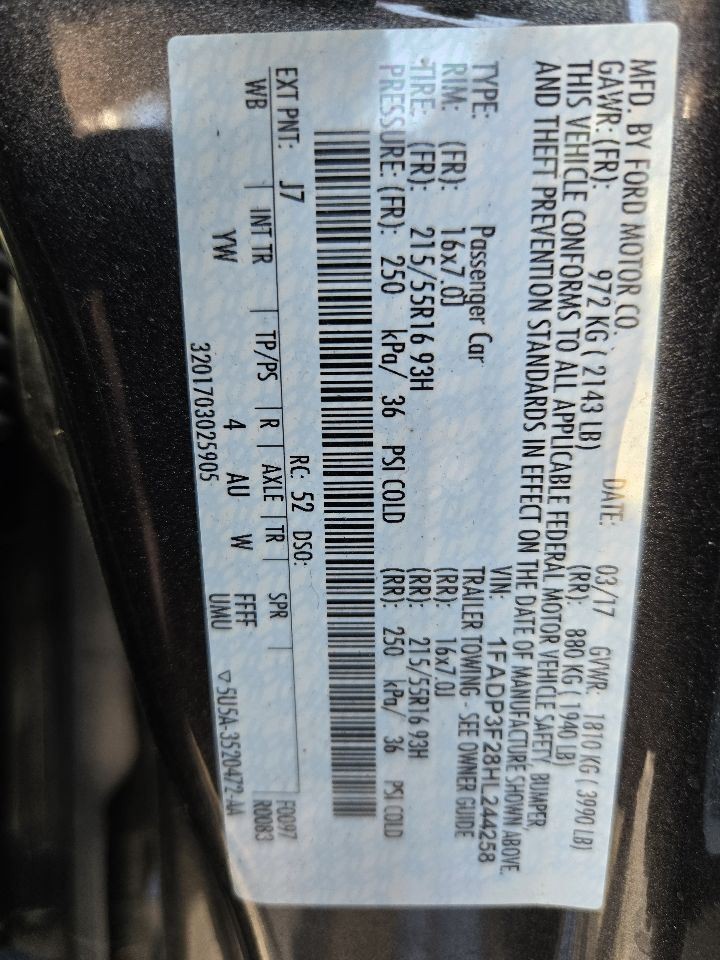 MFD. BY FORD MOTOR CO.
DATE: 03/17 GVWR: 1810 KG ( 3990 LB)
GAWR: (FR): 972 KG ( 2143 LB) (RR): 880 KG ( 1940 LB)
THIS VEHICLE CONFORMS TO ALL APPLICABLE FEDERAL MOTOR VEHICLE SAFETY, BUMPER,
AND THEFT PREVENTION STANDARDS IN EFFECT ON THE DATE OF MANUFACTURE SHOWN ABOVE.
VIN: 1FADP3F28HL244258
TYPE: Passenger Car TRAILER TOWING - SEE OWNER GUIDE
RIM: (FR): 16x7.0J (RR): 16x7.0J
TIRE: (FR): 215/55R16 93H (RR): 215/55R16 93H
PRESSURE: (FR): 250 kPa/ 36 PSI COLD (RR): 250 kPa/ 36 PSI COLD
EXT PNT: J7 RC: 52 DSO: F0097
WB | INT TR | TP/PS | R | AXLE | TR | SPR R0083
YW 4 AU W FFFF
UMU
3201703025905 ▽5U5A-3520472-AA